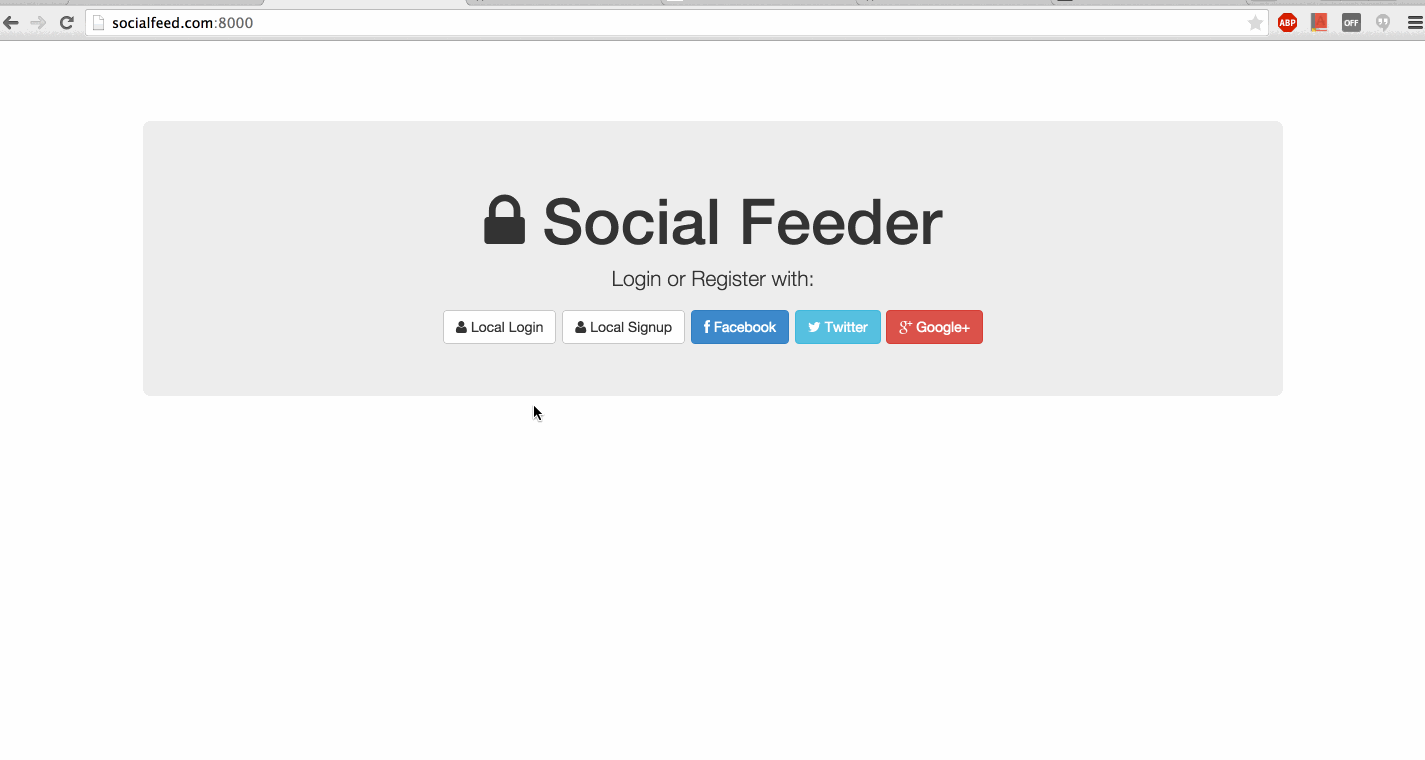 socialfeed.com:8000
ABP
OFF
Social Feeder
Login or Register with:
Local Login Local Signup Facebook Twitter Google+